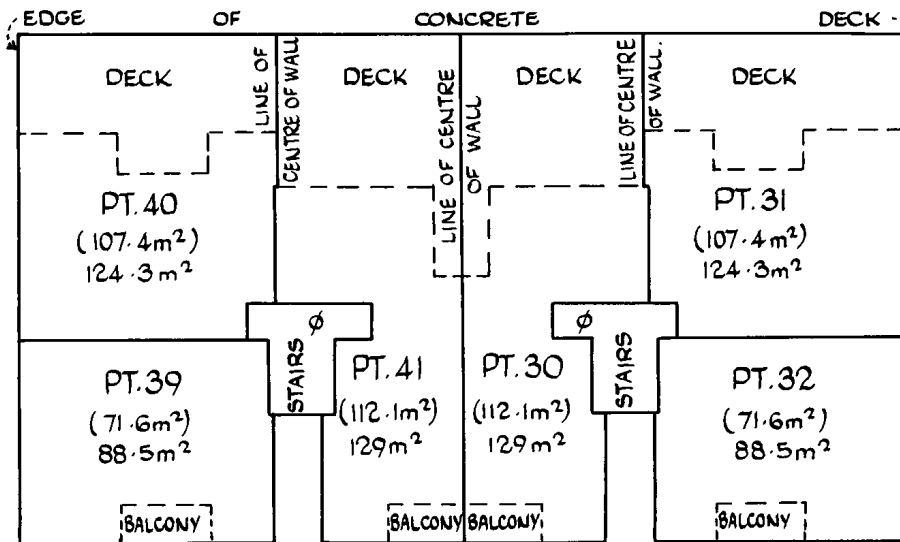 EDGE OF CONCRETE DECK -
DECK
LINE OF
CENTRE OF WALL
DECK
LINE OF CENTRE
OF WALL
DECK
LINE OF CENTRE
OF WALL.
DECK
PT.40
(107.4m²)
124.3m²
PT.31
(107.4m²)
124.3m²
ø
STAIRS
ø
STAIRS
PT.39
(71.6m²)
88.5m²
PT.41
(112.1m²)
129m²
PT.30
(112.1m²)
129m²
PT.32
(71.6m²)
88.5m²
BALCONY
BALCONY
BALCONY
BALCONY